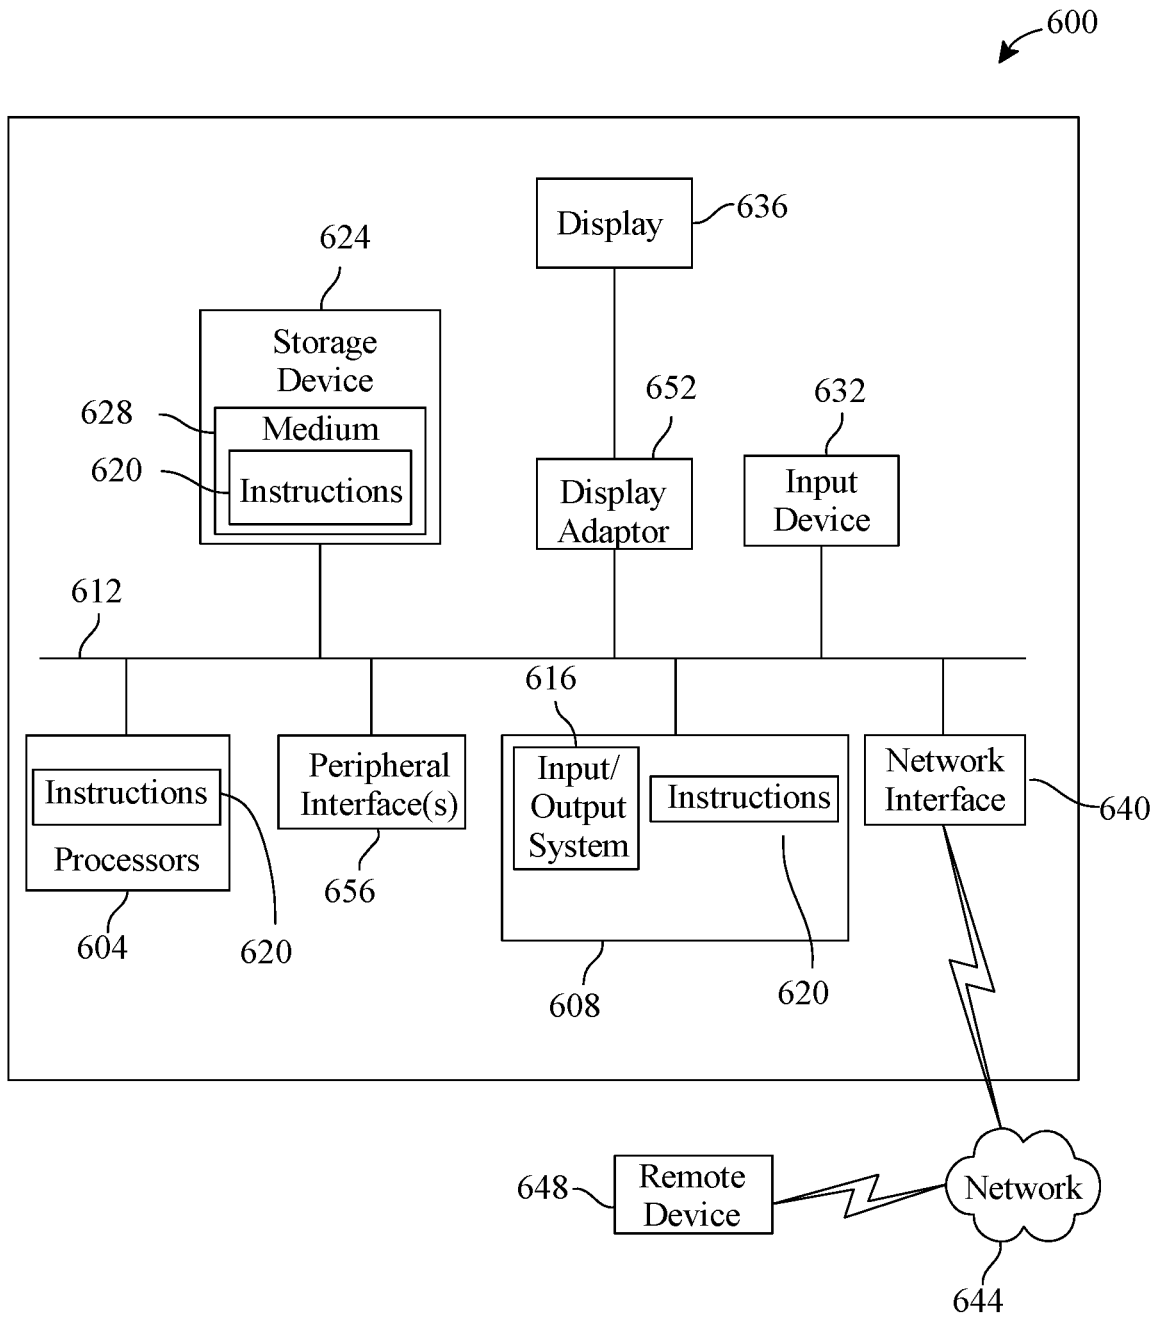 600
Display
636
624
Storage
Device
628
Medium
620
Instructions
652
Display
Adaptor
632
Input
Device
612
616
Instructions
Processors
604
620
Peripheral
Interface(s)
656
Input/
Output
System
Instructions
608
620
Network
Interface
640
648
Remote
Device
Network
644